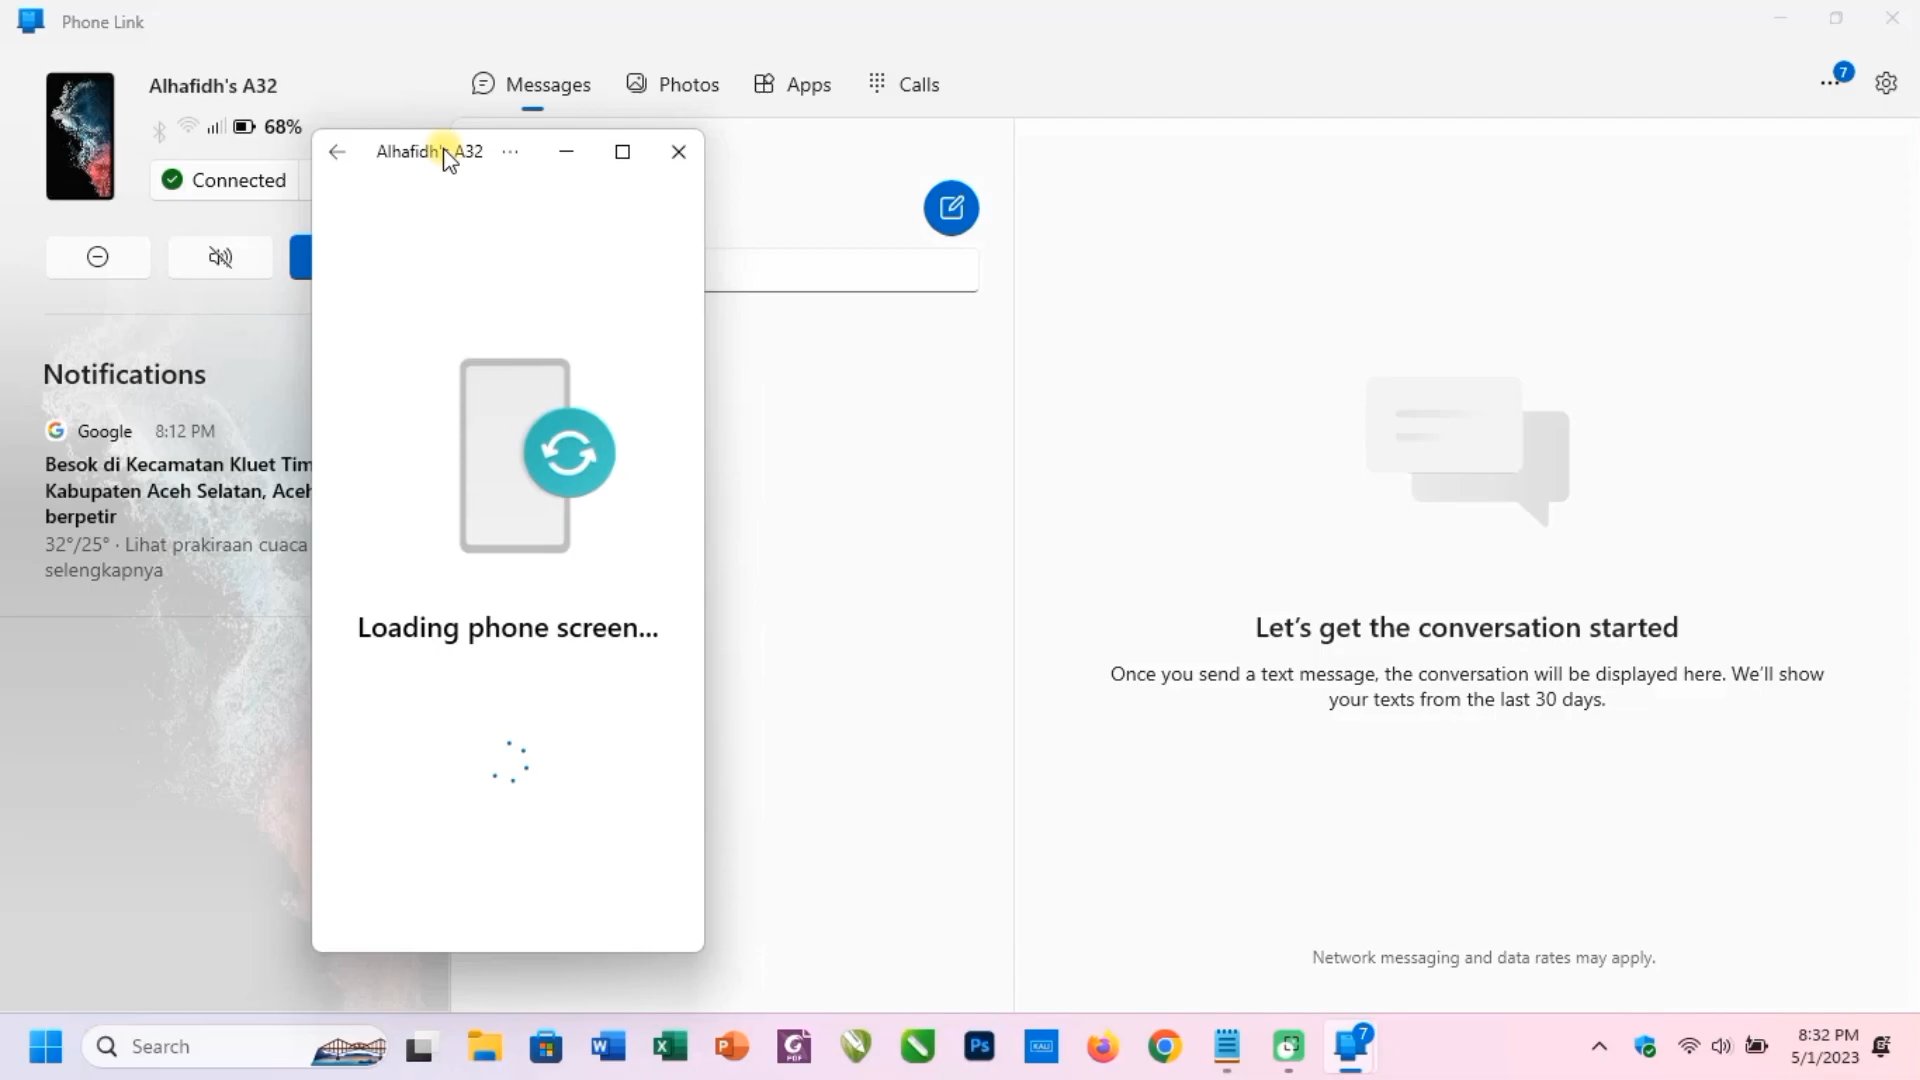 Phone Link
Alhafidh's A32
68%
Connected
Messages
Photos
Apps
Calls
7
Alhafidh's A32
Loading phone screen...
Notifications
Google 8:12 PM
Besok di Kecamatan Kluet Tim
Kabupaten Aceh Selatan, Aceh
berpetir
32°/25° · Lihat prakiraan cuaca
selengkapnya
Let's get the conversation started
Once you send a text message, the conversation will be displayed here. We'll show
your texts from the last 30 days.
Network messaging and data rates may apply.
Search
W
X
P
G
PDF
Ps
KALI
7
8:32 PM
5/1/2023